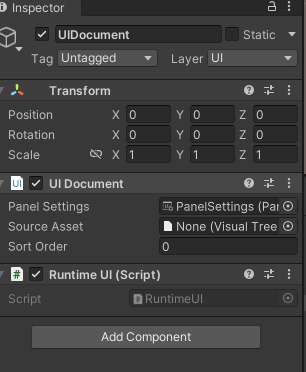 Inspector
UIDocument Static
Tag Untagged Layer UI
Transform
Position X 0 Y 0 Z 0
Rotation X 0 Y 0 Z 0
Scale X 1 Y 1 Z 1
UI Document
Panel Settings PanelSettings (Pa
Source Asset None (Visual Tree
Sort Order 0
# Runtime UI (Script)
Script # RuntimeUI
Add Component